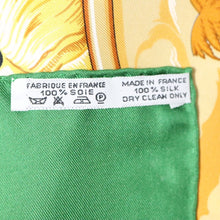 FABRIQUE EN FRANCE
100% SOIE
MADE IN FRANCE
100% SILK
DRY CLEAN ONLY